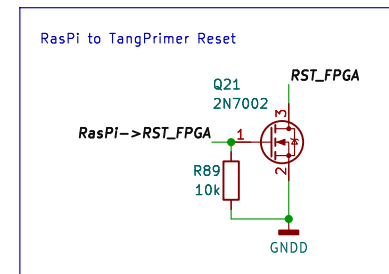 RasPi to TangPrimer Reset
RST_FPGA
Q21
2N7002
3
RasPi->RST_FPGA
1
R89
10k
2
GNDD